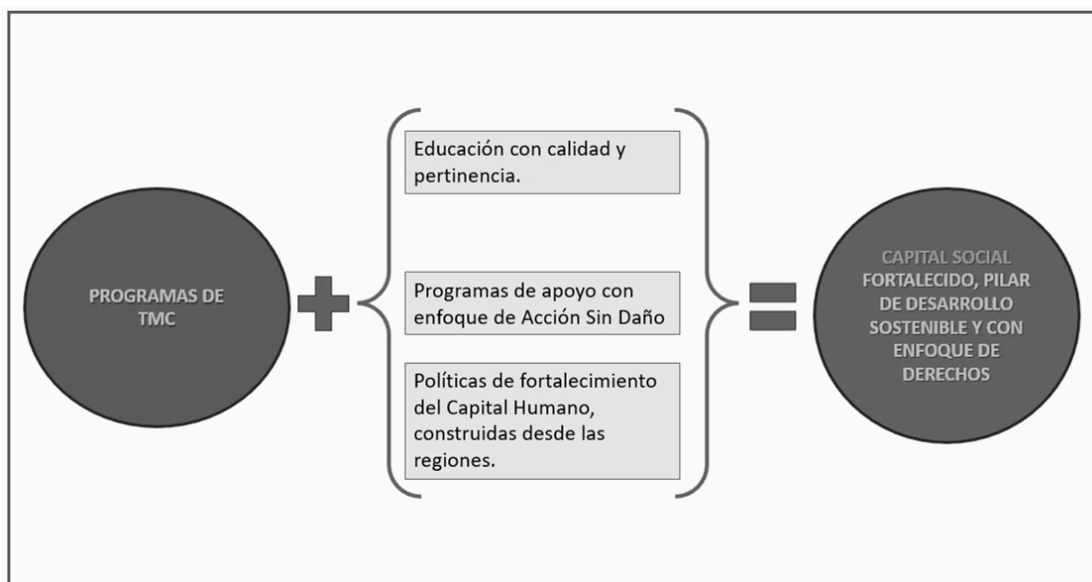 PROGRAMAS DE
TMC
Educación con calidad y
pertinencia.
Programas de apoyo con
enfoque de Acción Sin Daño
Políticas de fortalecimiento
del Capital Humano,
construidas desde las
regiones.
CAPITAL SOCIAL
FORTALECIDO, PILAR
DE DESARROLLO
SOSTENIBLE Y CON
ENFOQUE DE
DERECHOS